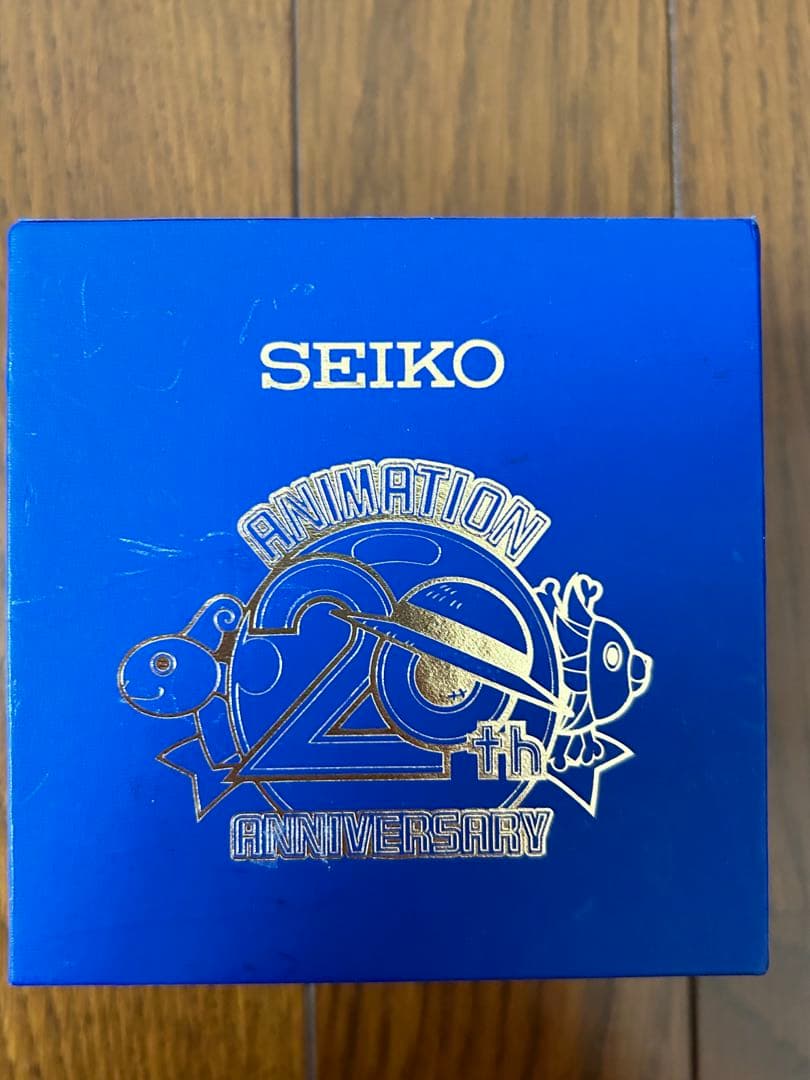 SEIKO
ANIMATION
20th
ANNIVERSARY